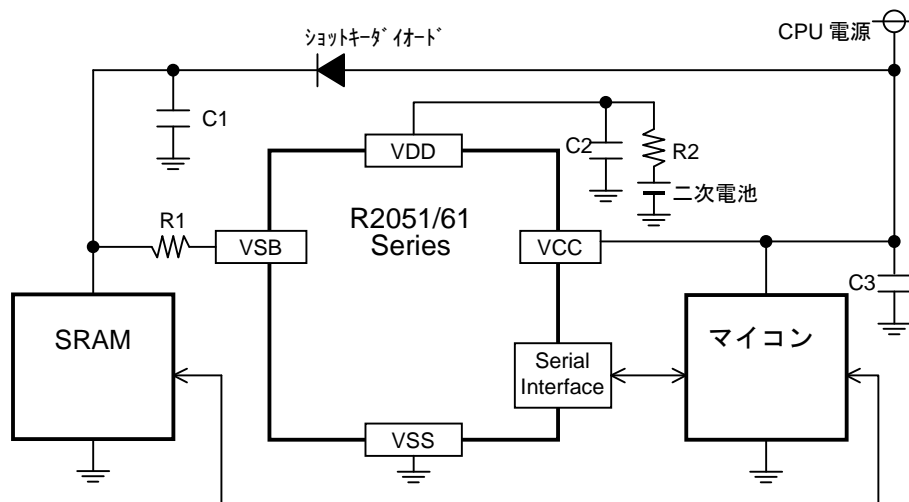 CPU 電源
ｼｮｯﾄｷｰﾀﾞｲｵｰﾄﾞ
C1
VDD
C2
R2
二次電池
R1
R2051/61
Series
VSB
VCC
C3
SRAM
マイコン
Serial
Interface
VSS